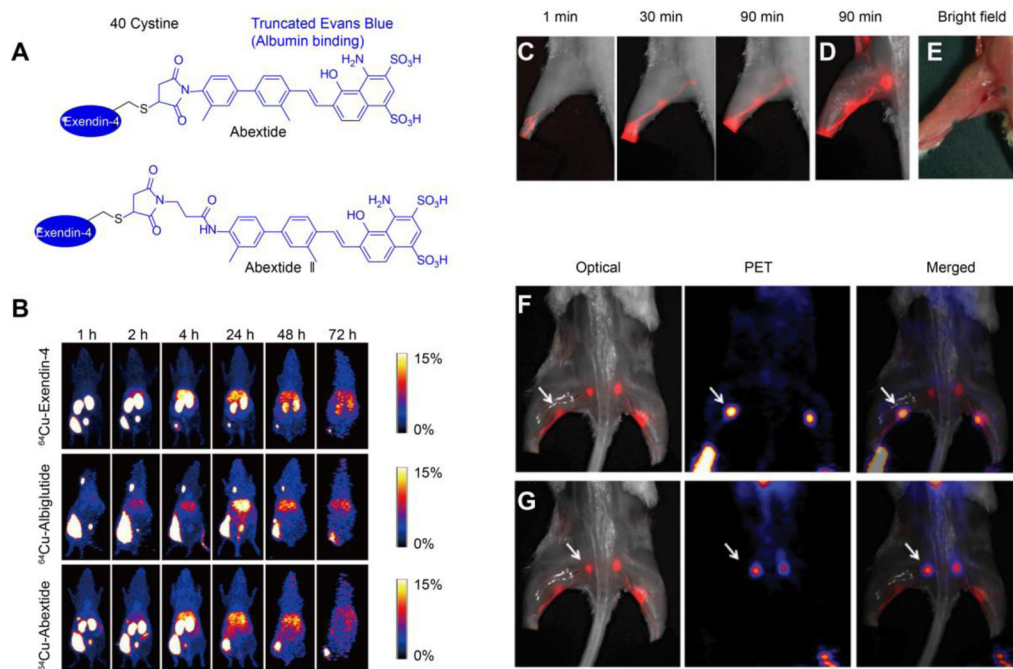 A
40 Cystine
Truncated Evans Blue
(Albumin binding)
Exendin-4
S
O
N
O
HO
NH₂
SO₃H
SO₃H
Abextide
Exendin-4
S
O
N
O
O
HN
HO
NH₂
SO₃H
SO₃H
Abextide Ⅱ
B
1 h 2 h 4 h 24 h 48 h 72 h
⁶⁴Cu-Exendin-4
15%
0%
⁶⁴Cu-Albiglutide
15%
0%
⁶⁴Cu-Abextide
15%
0%
1 min 30 min 90 min 90 min Bright field
C D E
Optical PET Merged
F
G